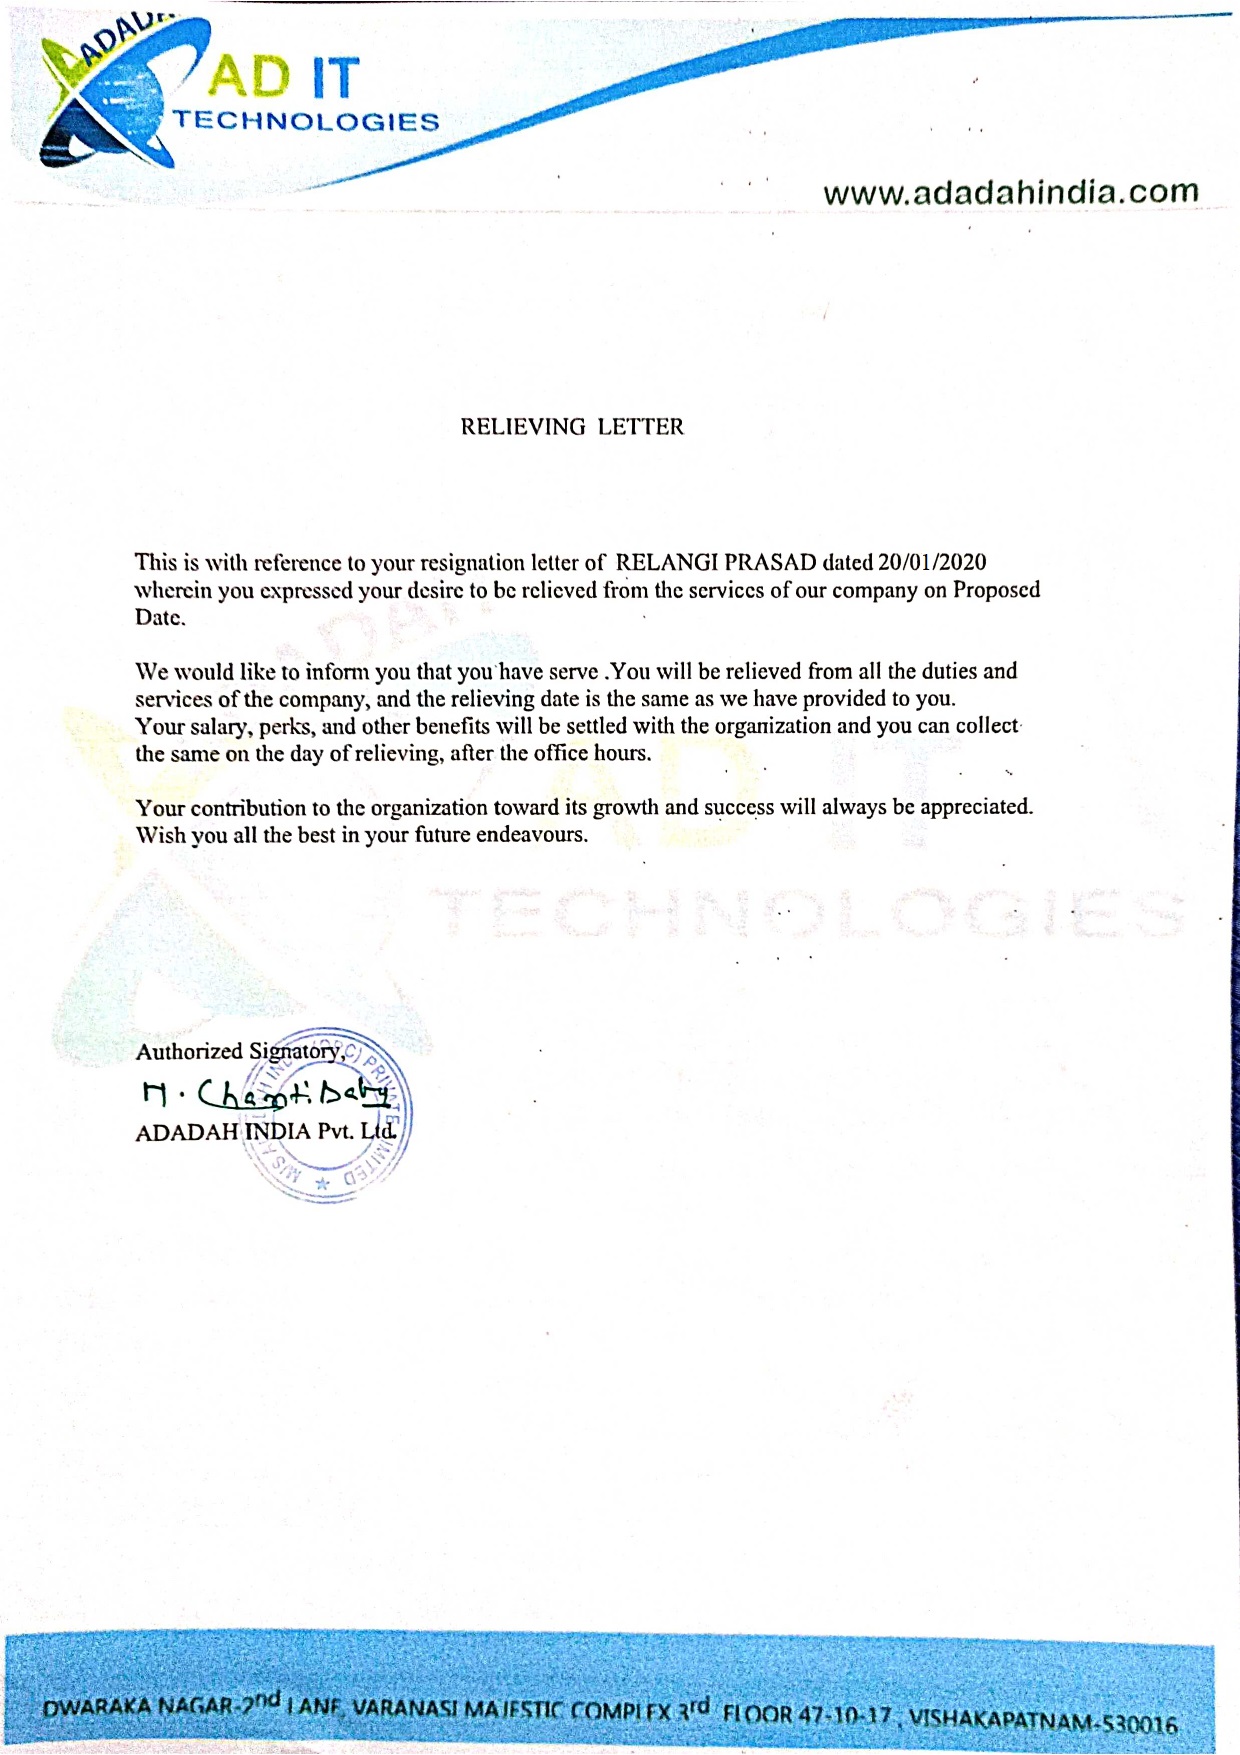 ADADA
AD IT
TECHNOLOGIES
www.adadahindia.com
RELIEVING LETTER
This is with reference to your resignation letter of RELANGI PRASAD dated 20/01/2020
wherein you expressed your desire to be relieved from the services of our company on Proposed
Date.
We would like to inform you that you have serve .You will be relieved from all the duties and
services of the company, and the relieving date is the same as we have provided to you.
Your salary, perks, and other benefits will be settled with the organization and you can collect
the same on the day of relieving, after the office hours.
Your contribution to the organization toward its growth and success will always be appreciated.
Wish you all the best in your future endeavours.
AD IT
TECHNOLOGIES
Authorized Signatory,
M. Chanti Baby
ADADAH INDIA Pvt. Ltd.
(OPC) PRIVATE LIMITED
DWARAKA NAGAR-2nd LANE, VARANASI MAJESTIC COMPLEX 3rd FLOOR 47-10-17 , VISHAKAPATNAM-530016